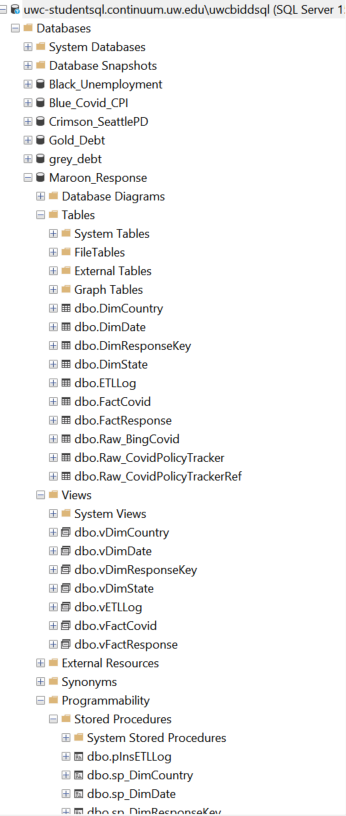 uwc-studentsql.continuum.uw.edu\uwcbiddsql (SQL Server 1
Databases
System Databases
Database Snapshots
Black_Unemployment
Blue_Covid_CPI
Crimson_SeattlePD
Gold_Debt
grey_debt
Maroon_Response
Database Diagrams
Tables
System Tables
FileTables
External Tables
Graph Tables
dbo.DimCountry
dbo.DimDate
dbo.DimResponseKey
dbo.DimState
dbo.ETLLog
dbo.FactCovid
dbo.FactResponse
dbo.Raw_BingCovid
dbo.Raw_CovidPolicyTracker
dbo.Raw_CovidPolicyTrackerRef
Views
System Views
dbo.vDimCountry
dbo.vDimDate
dbo.vDimResponseKey
dbo.vDimState
dbo.vETLLog
dbo.vFactCovid
dbo.vFactResponse
External Resources
Synonyms
Programmability
Stored Procedures
System Stored Procedures
dbo.pInsETLLog
dbo.sp_DimCountry
dbo.sp_DimDate
dbo.sp_DimResponseKey